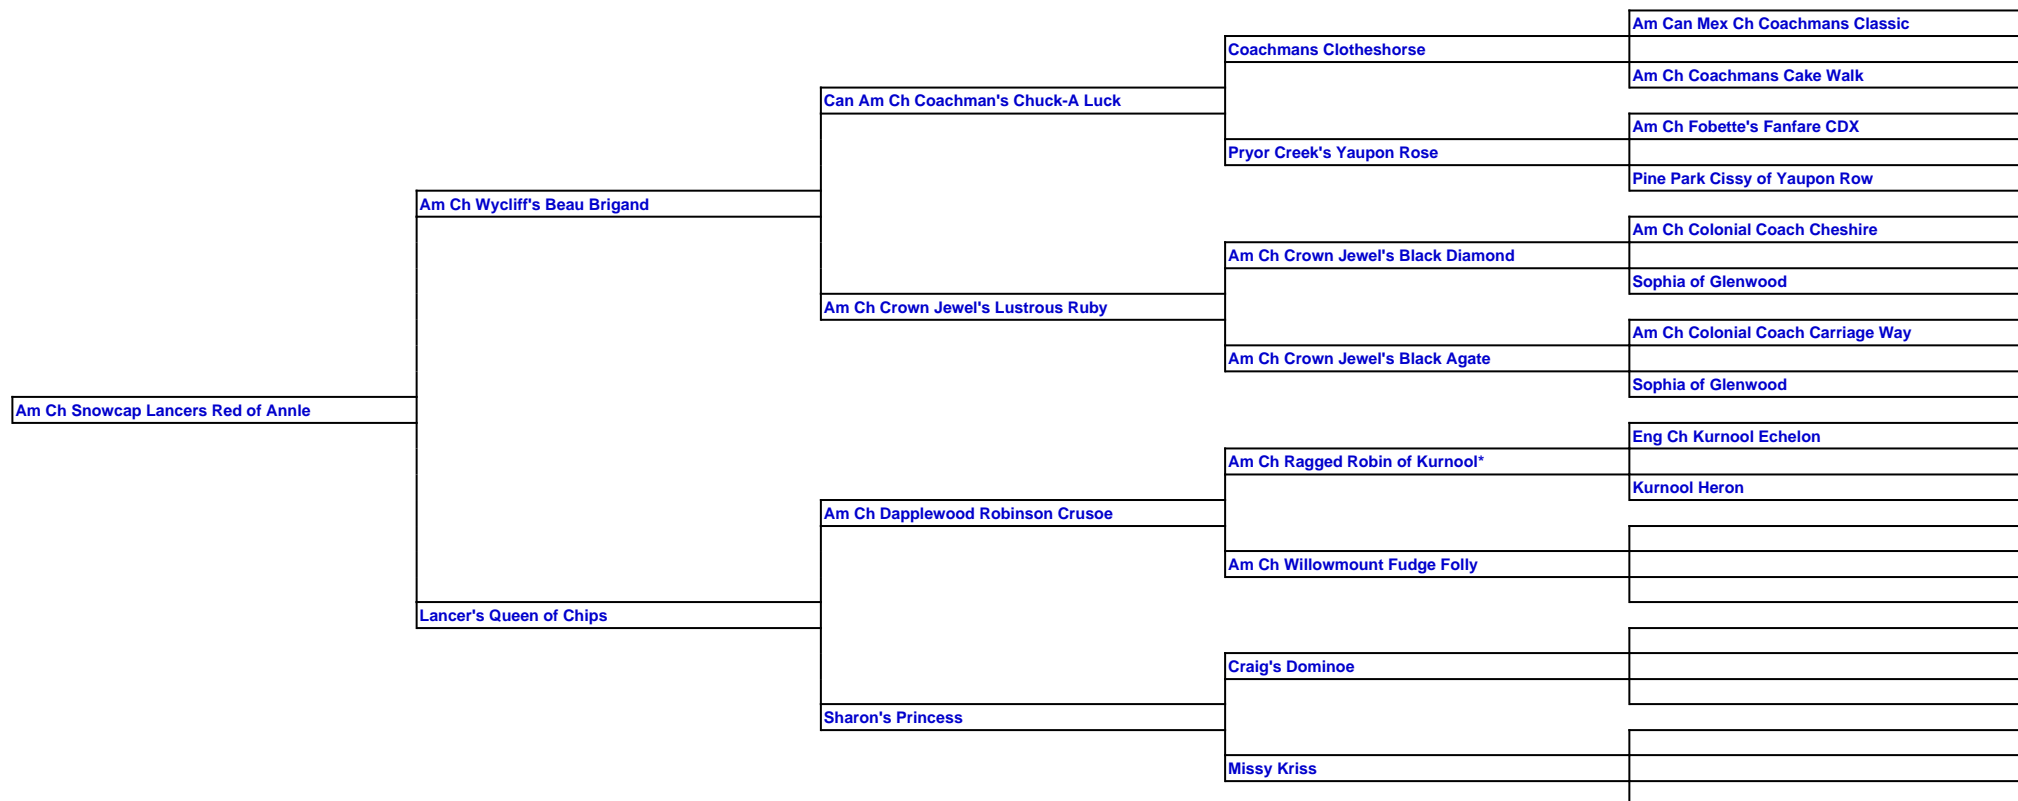 Am Can Mex Ch Coachmans Classic
Coachmans Clotheshorse
Am Ch Coachmans Cake Walk
Can Am Ch Coachman's Chuck-A Luck
Am Ch Fobette's Fanfare CDX
Pryor Creek's Yaupon Rose
Pine Park Cissy of Yaupon Row
Am Ch Wycliff's Beau Brigand
Am Ch Colonial Coach Cheshire
Am Ch Crown Jewel's Black Diamond
Sophia of Glenwood
Am Ch Crown Jewel's Lustrous Ruby
Am Ch Colonial Coach Carriage Way
Am Ch Crown Jewel's Black Agate
Sophia of Glenwood
Am Ch Snowcap Lancers Red of Annle
Eng Ch Kurnool Echelon
Am Ch Ragged Robin of Kurnool*
Kurnool Heron
Am Ch Dapplewood Robinson Crusoe
Am Ch Willowmount Fudge Folly
Lancer's Queen of Chips
Craig's Dominoe
Sharon's Princess
Missy Kriss